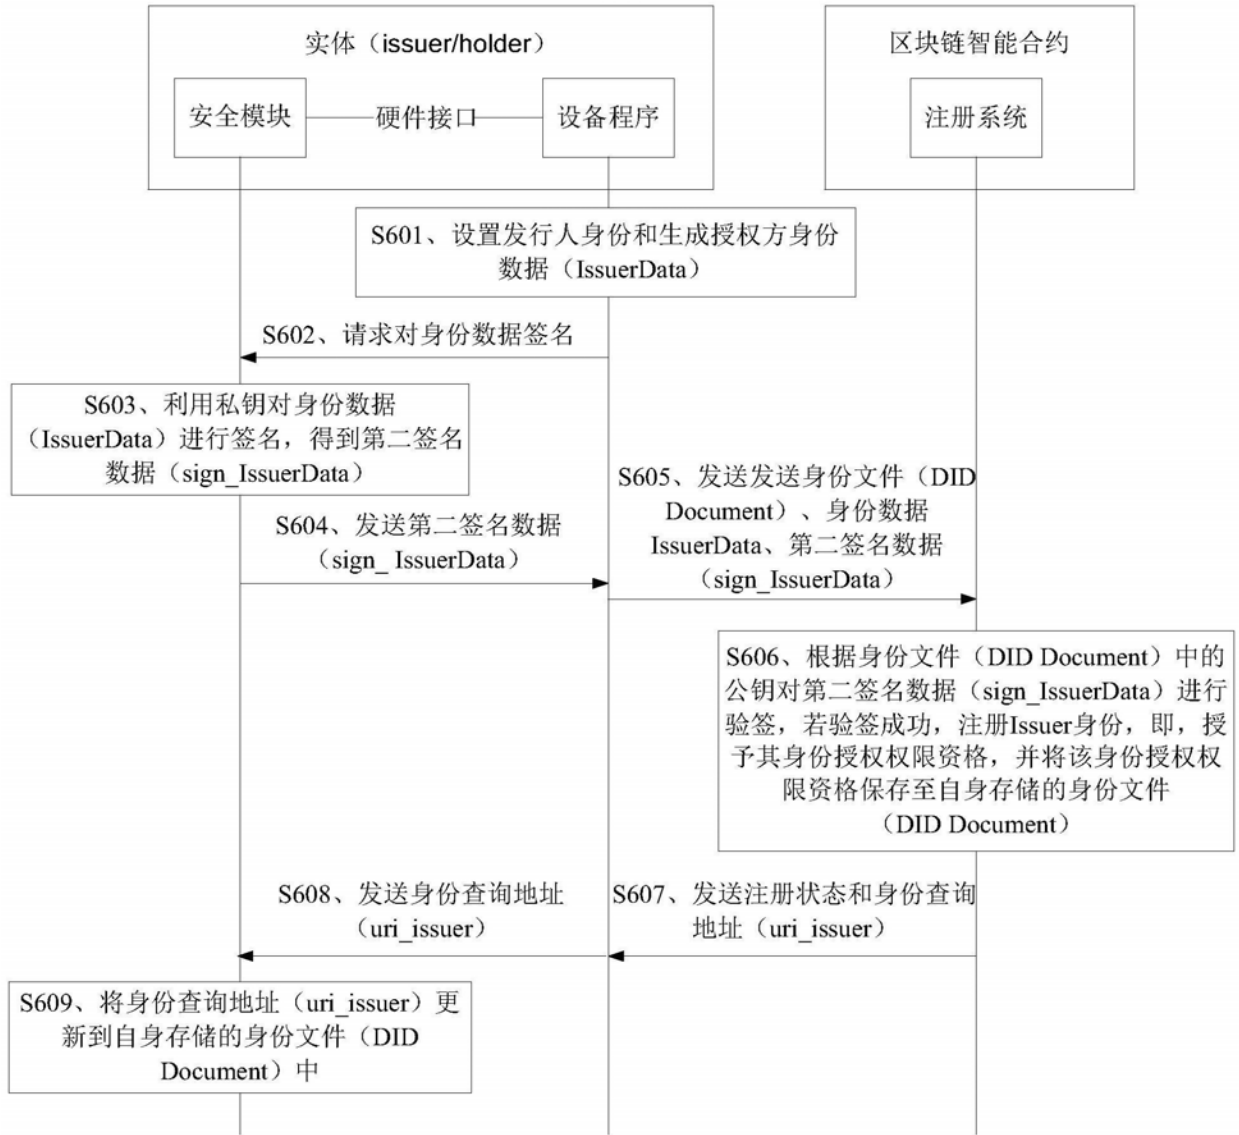 实体（issuer/holder）
区块链智能合约
安全模块
硬件接口
设备程序
注册系统
S601、设置发行人身份和生成授权方身份
数据（IssuerData）
S602、请求对身份数据签名
S603、利用私钥对身份数据
（IssuerData）进行签名，得到第二签名
数据（sign_IssuerData）
S604、发送第二签名数据
（sign_ IssuerData）
S605、发送发送身份文件（DID
Document）、身份数据
IssuerData、第二签名数据
（sign_IssuerData）
S606、根据身份文件（DID Document）中的
公钥对第二签名数据（sign_IssuerData）进行
验签，若验签成功，注册Issuer身份，即，授
予其身份授权权限资格，并将该身份授权权
限资格保存至自身存储的身份文件
（DID Document）
S607、发送注册状态和身份查询
地址（uri_issuer）
S608、发送身份查询地址
（uri_issuer）
S609、将身份查询地址（uri_issuer）更
新到自身存储的身份文件（DID
Document）中